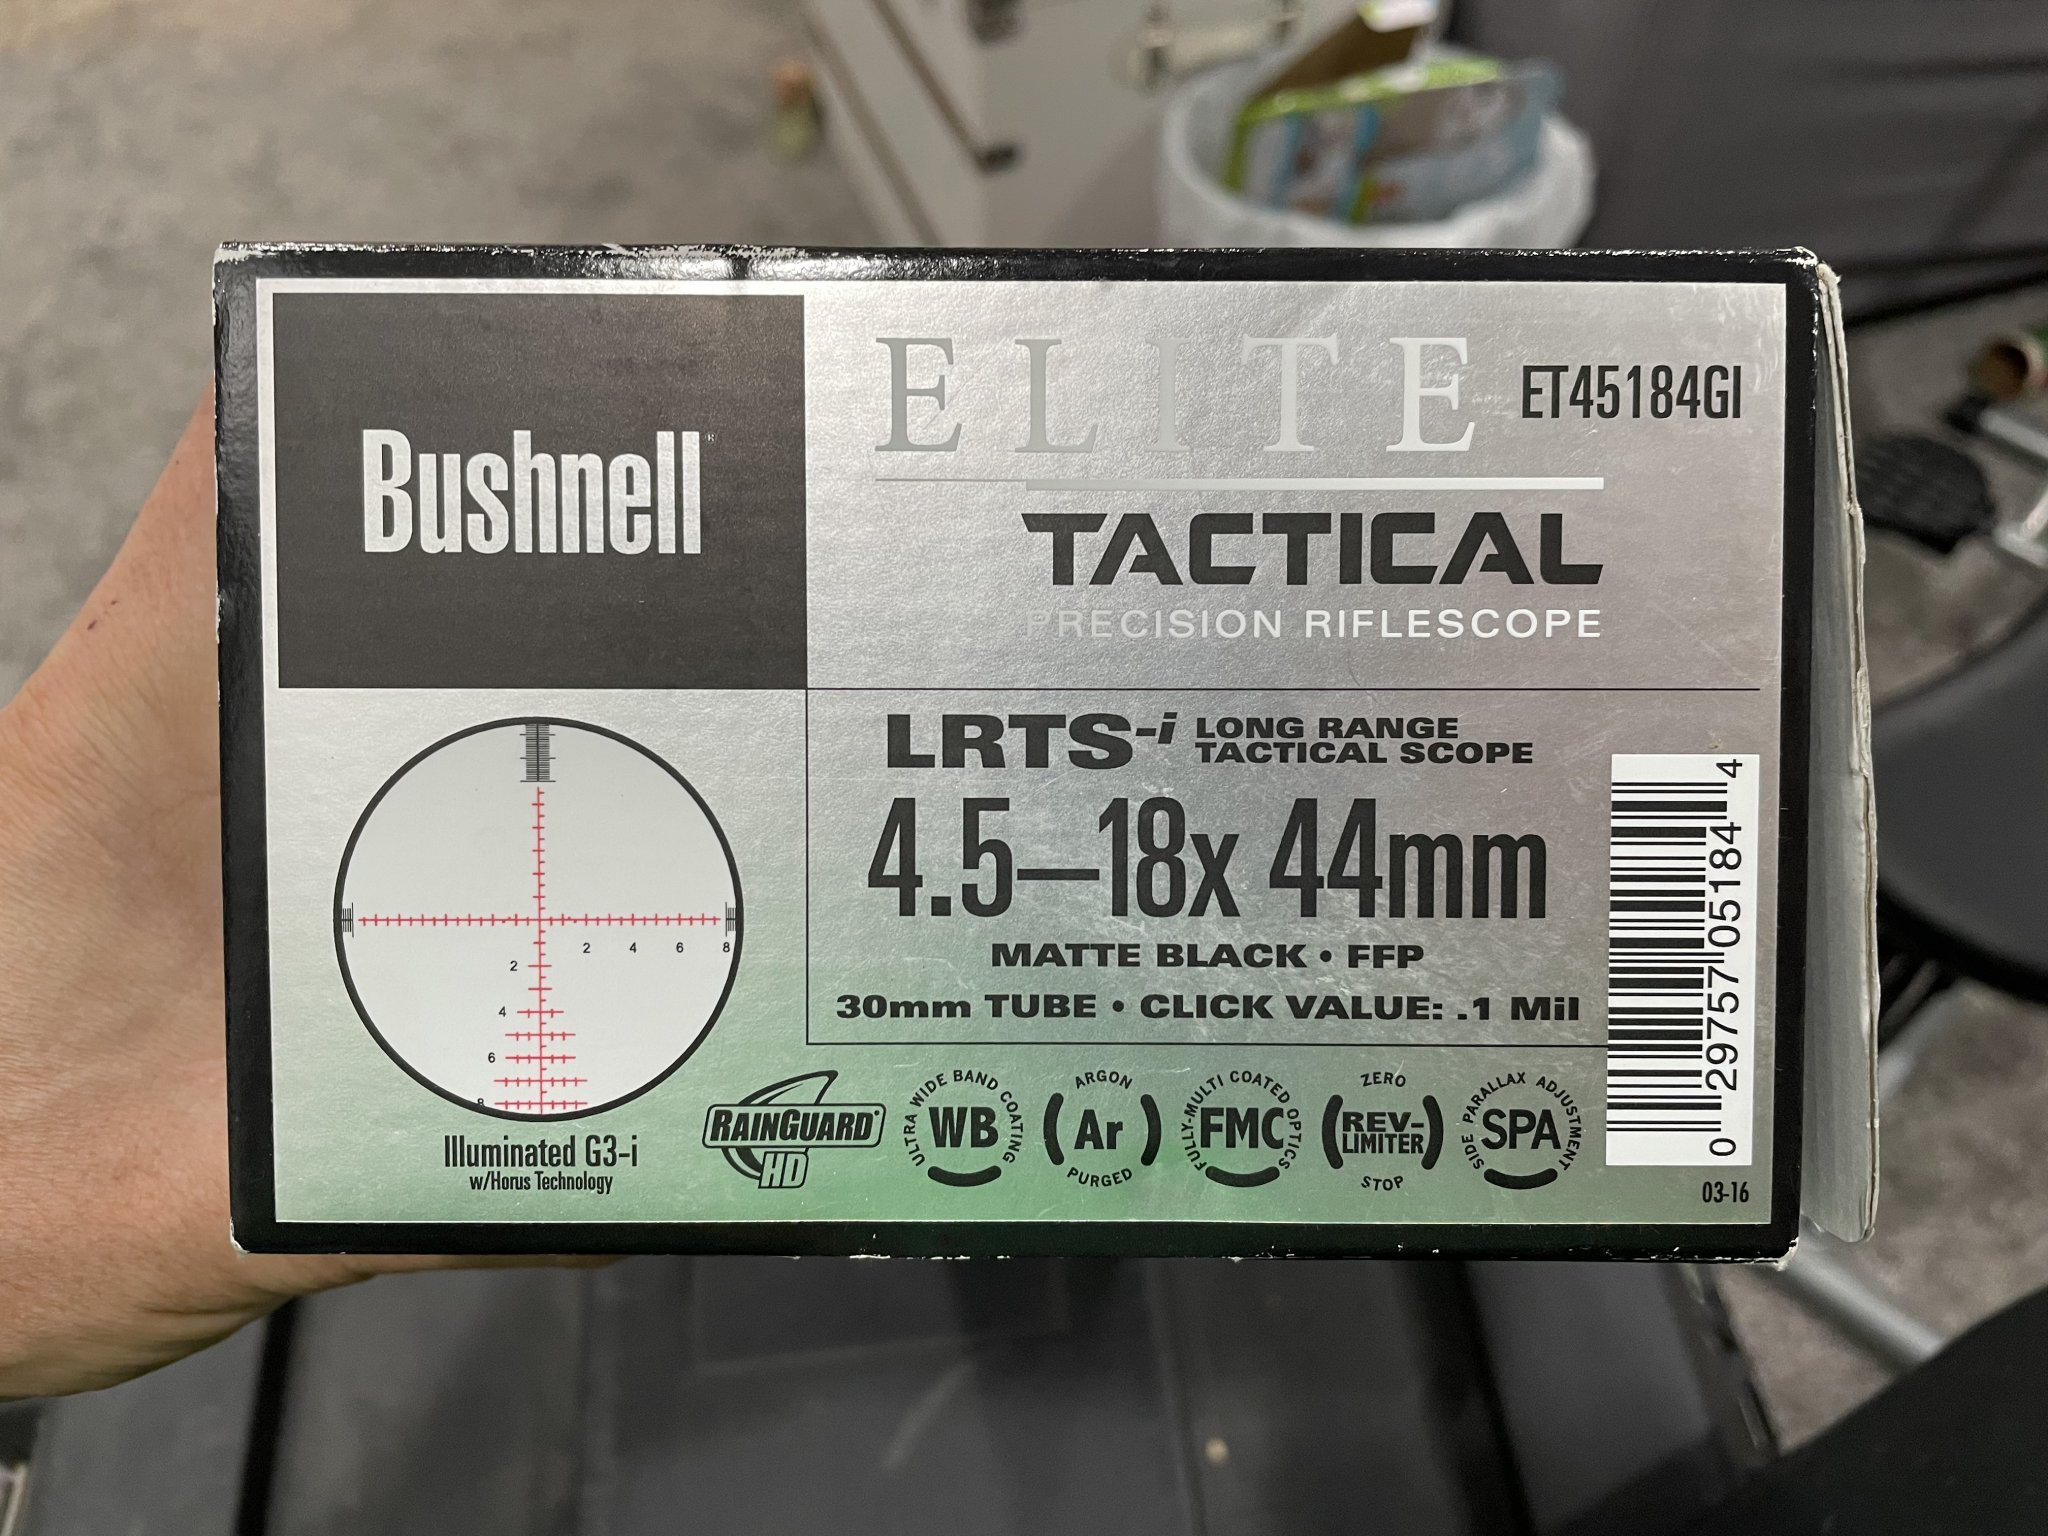 Bushnell®
ELITE
ET45184GI
TACTICAL
PRECISION RIFLESCOPE
LRTS-i LONG RANGE
TACTICAL SCOPE
4.5–18x 44mm
MATTE BLACK • FFP
30mm TUBE • CLICK VALUE: .1 Mil
2 4 6 8
2
4
6
8
Illuminated G3-i
w/Horus Technology
RAINGUARD® HD
ULTRA WIDE BAND COATING
WB
ARGON
Ar
PURGED
FULLY-MULTI COATED OPTICS
FMC
ZERO
REV-
LIMITER
STOP
SIDE PARALLAX ADJUSTMENT
SPA
0 29757 05184 4
03-16